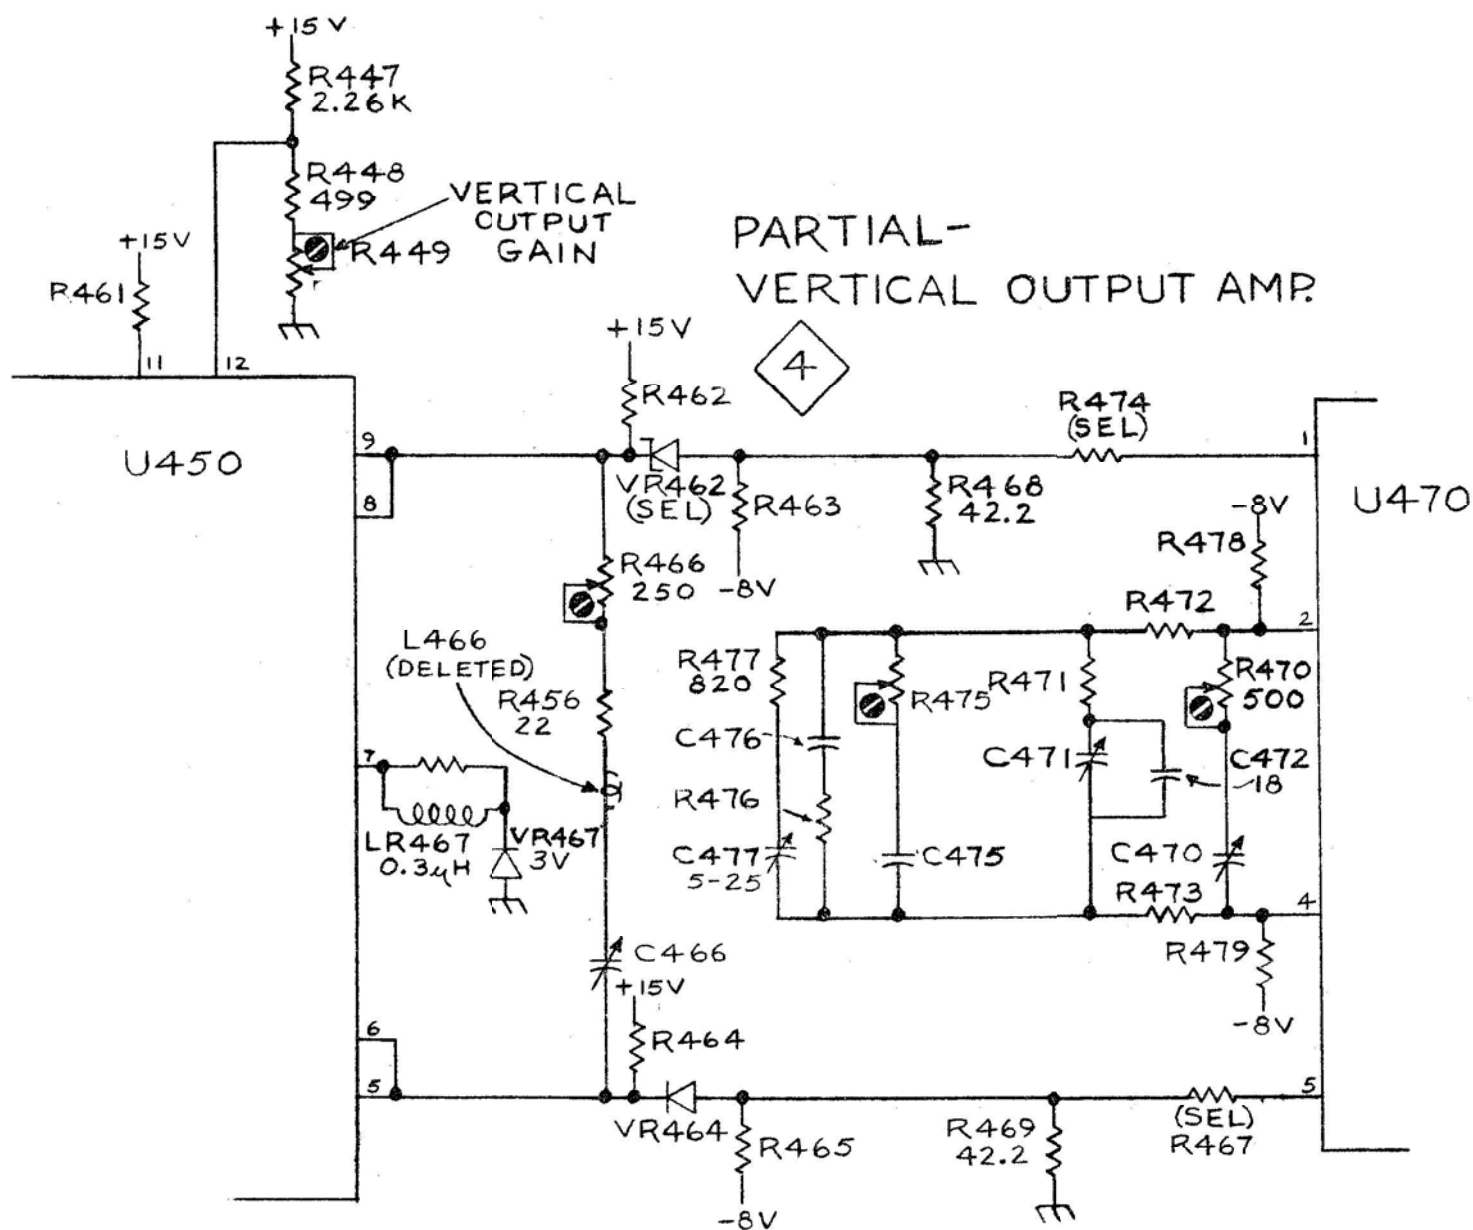 +15 V
R447
2.26K
R448
499
VERTICAL
OUTPUT
GAIN
R449
+15V
R461
11
12
PARTIAL-
VERTICAL OUTPUT AMP.
4
+15V
R462
R474
(SEL)
9
1
U450
VR462
(SEL)
R463
R468
42.2
-8V
U470
8
R478
-8V
R466
250
R472
2
L466
(DELETED)
R477
820
R475
R471
R470
500
R456
22
C476
C471
C472
18
7
R476
LR467
0.3μH
VR467
3V
C477
5-25
C475
C470
R473
4
C466
R479
+15V
-8V
6
R464
5
5
VR464
R465
R469
42.2
(SEL)
R467
-8V